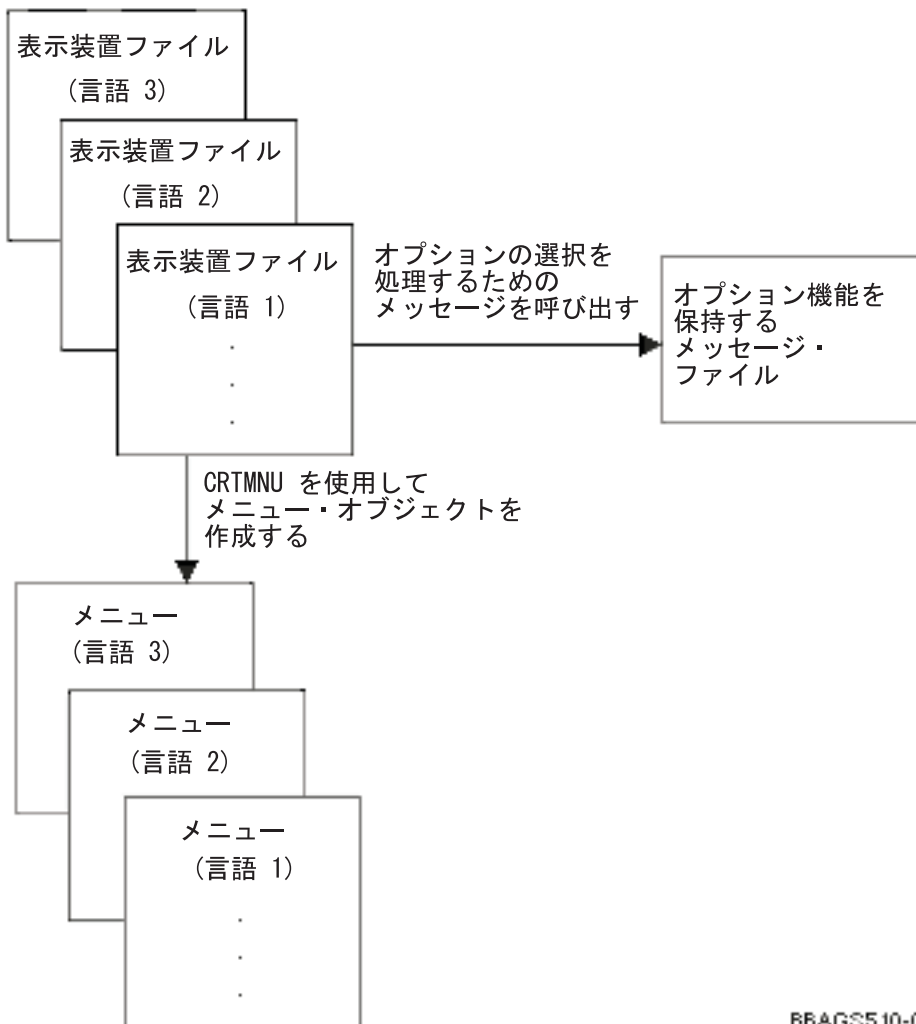 表示装置ファイル
(言語 3)
表示装置ファイル
(言語 2)
表示装置ファイル
(言語 1)
.
.
.
オプションの選択を
処理するための
メッセージを呼び出す
オプション機能を
保持する
メッセージ・
ファイル
CRTMNU を使用して
メニュー・オブジェクトを
作成する
メニュー
(言語 3)
メニュー
(言語 2)
メニュー
(言語 1)
.
.
.